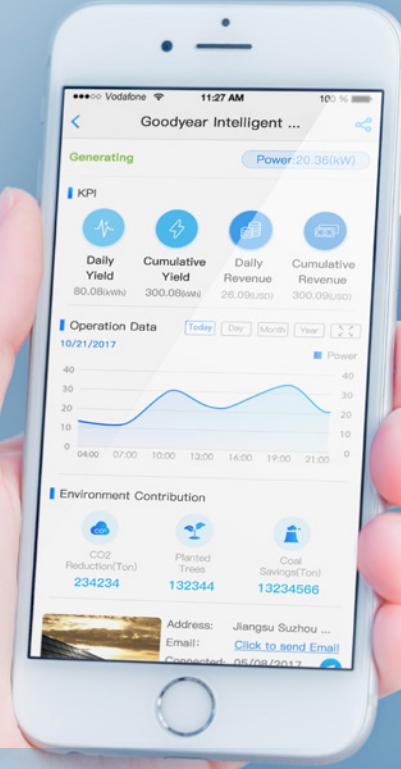 Vodafone 11:27 AM 100 %
Goodyear Intelligent ...
Generating Power:20.36(kW)
KPI
Daily Cumulative Daily Cumulative
Yield Yield Revenue Revenue
80.08(kWh) 300.08(kWh) 26.09(USD) 300.09(USD)
Operation Data Today Day Month Year
10/21/2017
Power
40 40
30 30
20 20
10 10
0 0
04:00 07:00 10:00 13:00 16:00 19:00 21:00
Environment Contribution
CO2
CO2 Planted Coal
Reduction(Ton) Trees Savings(Ton)
234234 132344 13234566
Address: Jiangsu Suzhou ...
Email: Click to send Email
Connected: 05/08/2017